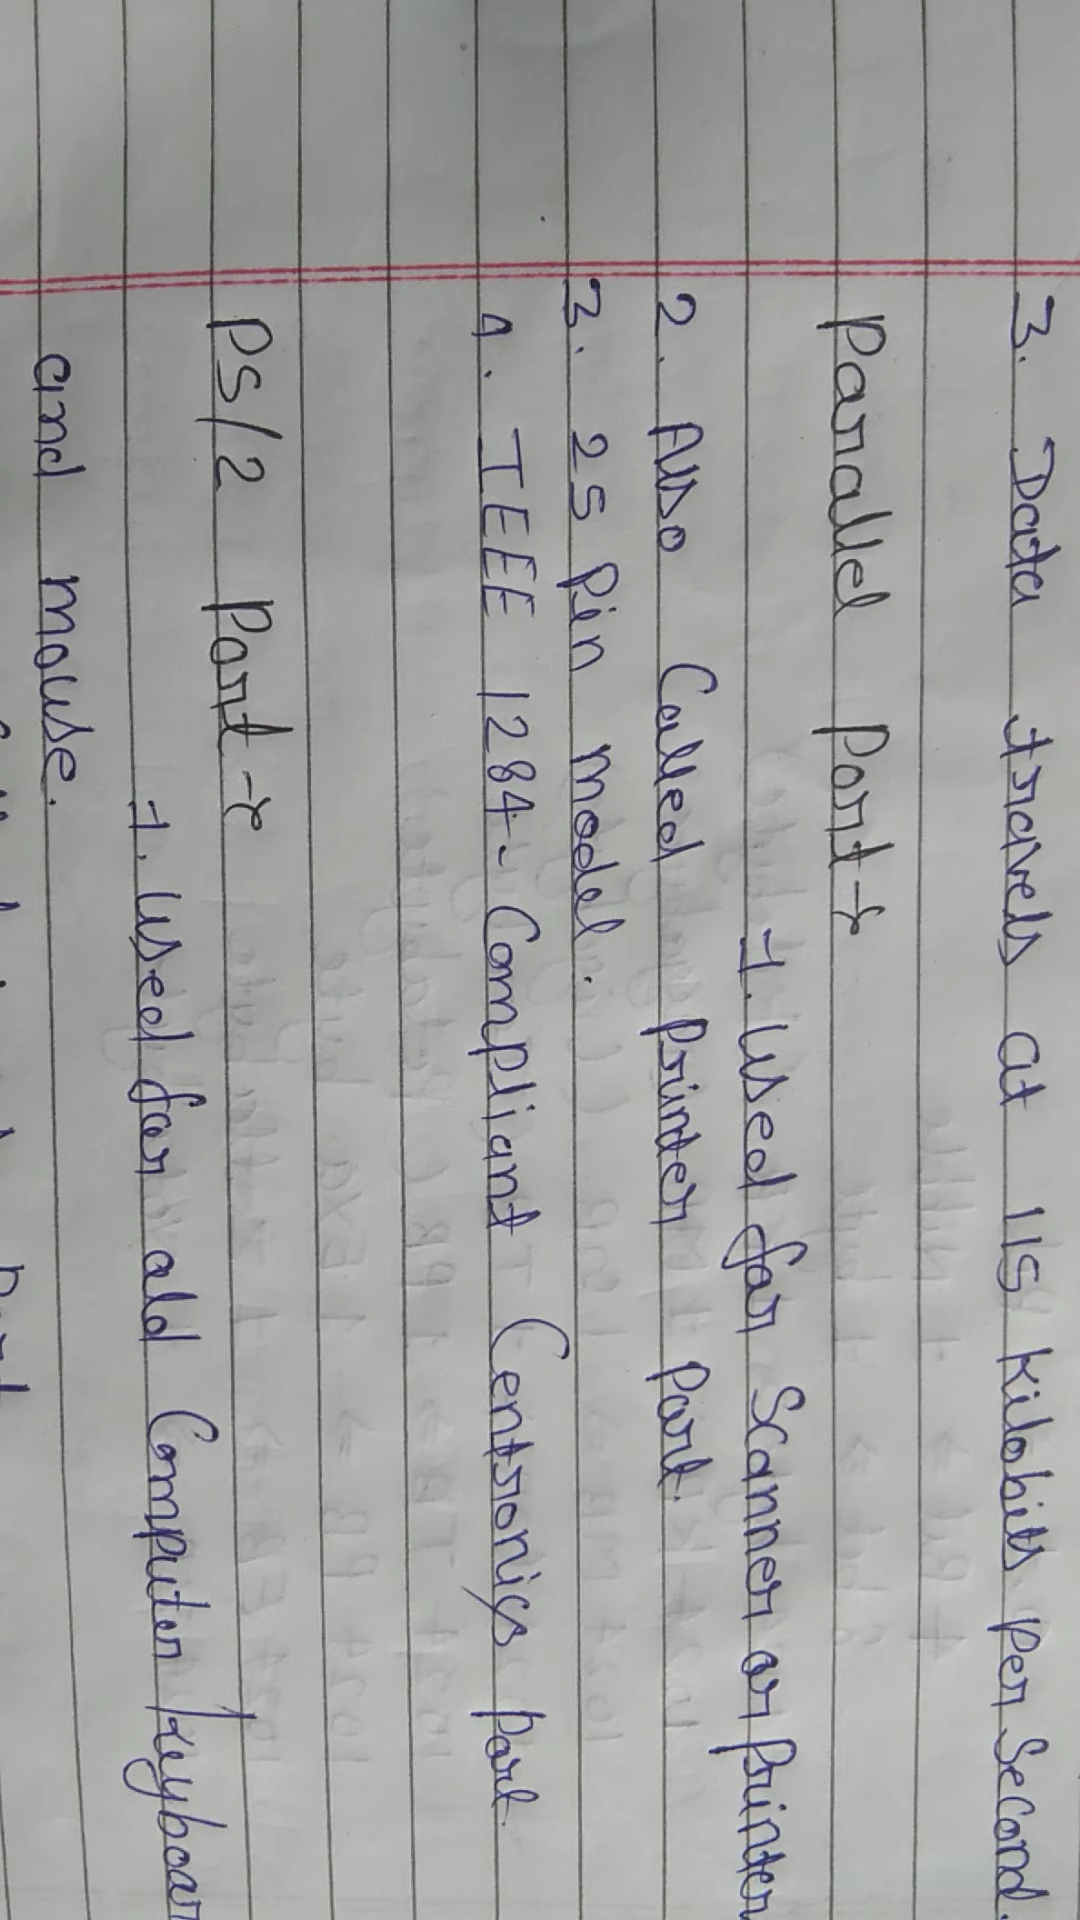 3. Data travels at 115 kilobits per second.
Parallel Port →
1. Used for Scanner or Printer
2. Also Called Printer Port.
3. 25 Pin model.
4. IEEE 1284 - Compliant Centronics Port.
PS/2 Port →
1. Used for old Computer keyboar
and mouse.